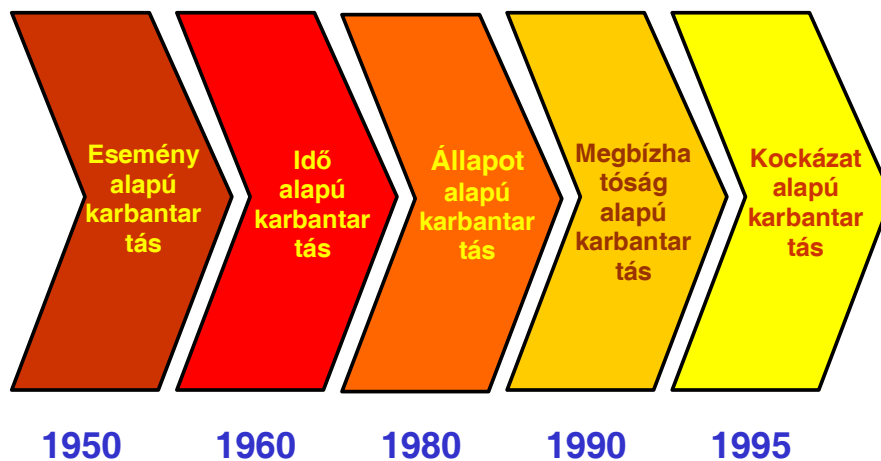 Esemény
alapú
karbantar
tás
Idő
alapú
karbantar
tás
Állapot
alapú
karbantar
tás
Megbízha
tóság
alapú
karbantar
tás
Kockázat
alapú
karbantar
tás
1950
1960
1980
1990
1995